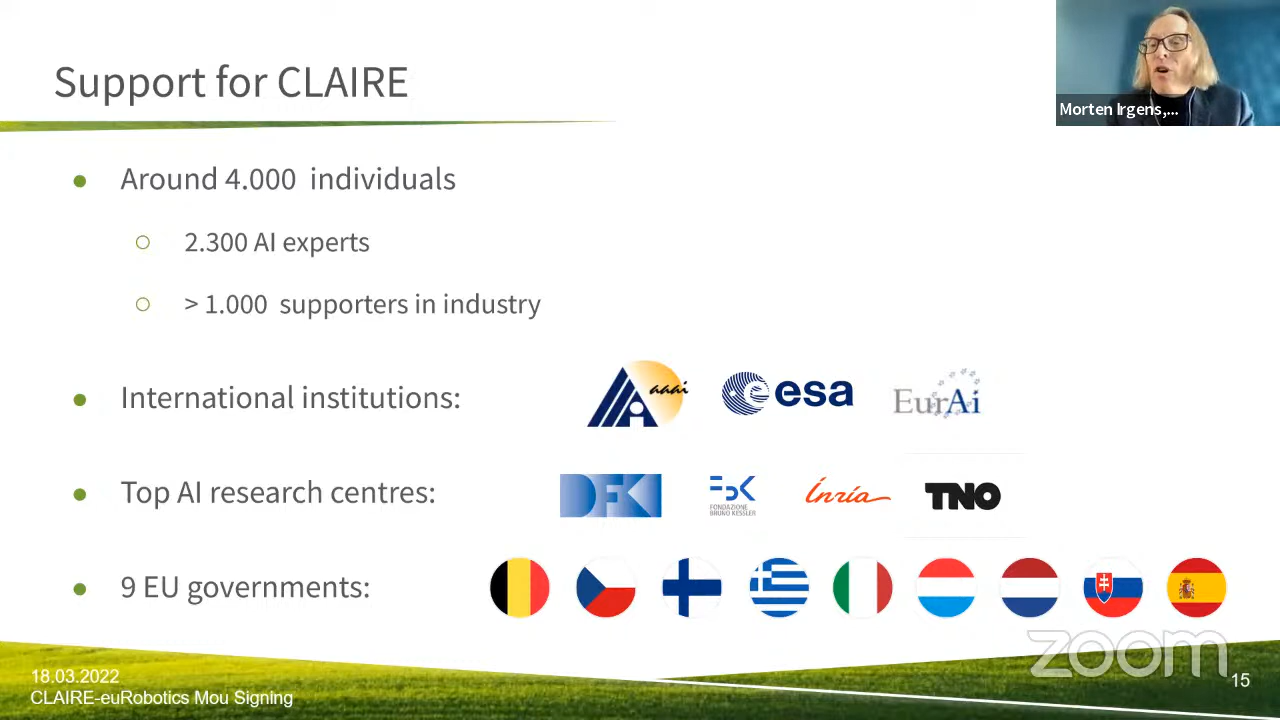 Support for CLAIRE
Morten Irgens,...
● Around 4.000 individuals
○ 2.300 AI experts
○ > 1.000 supporters in industry
● International institutions:
aaai
esa
EurAi
● Top AI research centres:
DFKI
FBK
FONDAZIONE
BRUNO KESSLER
Inria
TNO
● 9 EU governments:
zoom
18.03.2022
CLAIRE-euRobotics Mou Signing
15